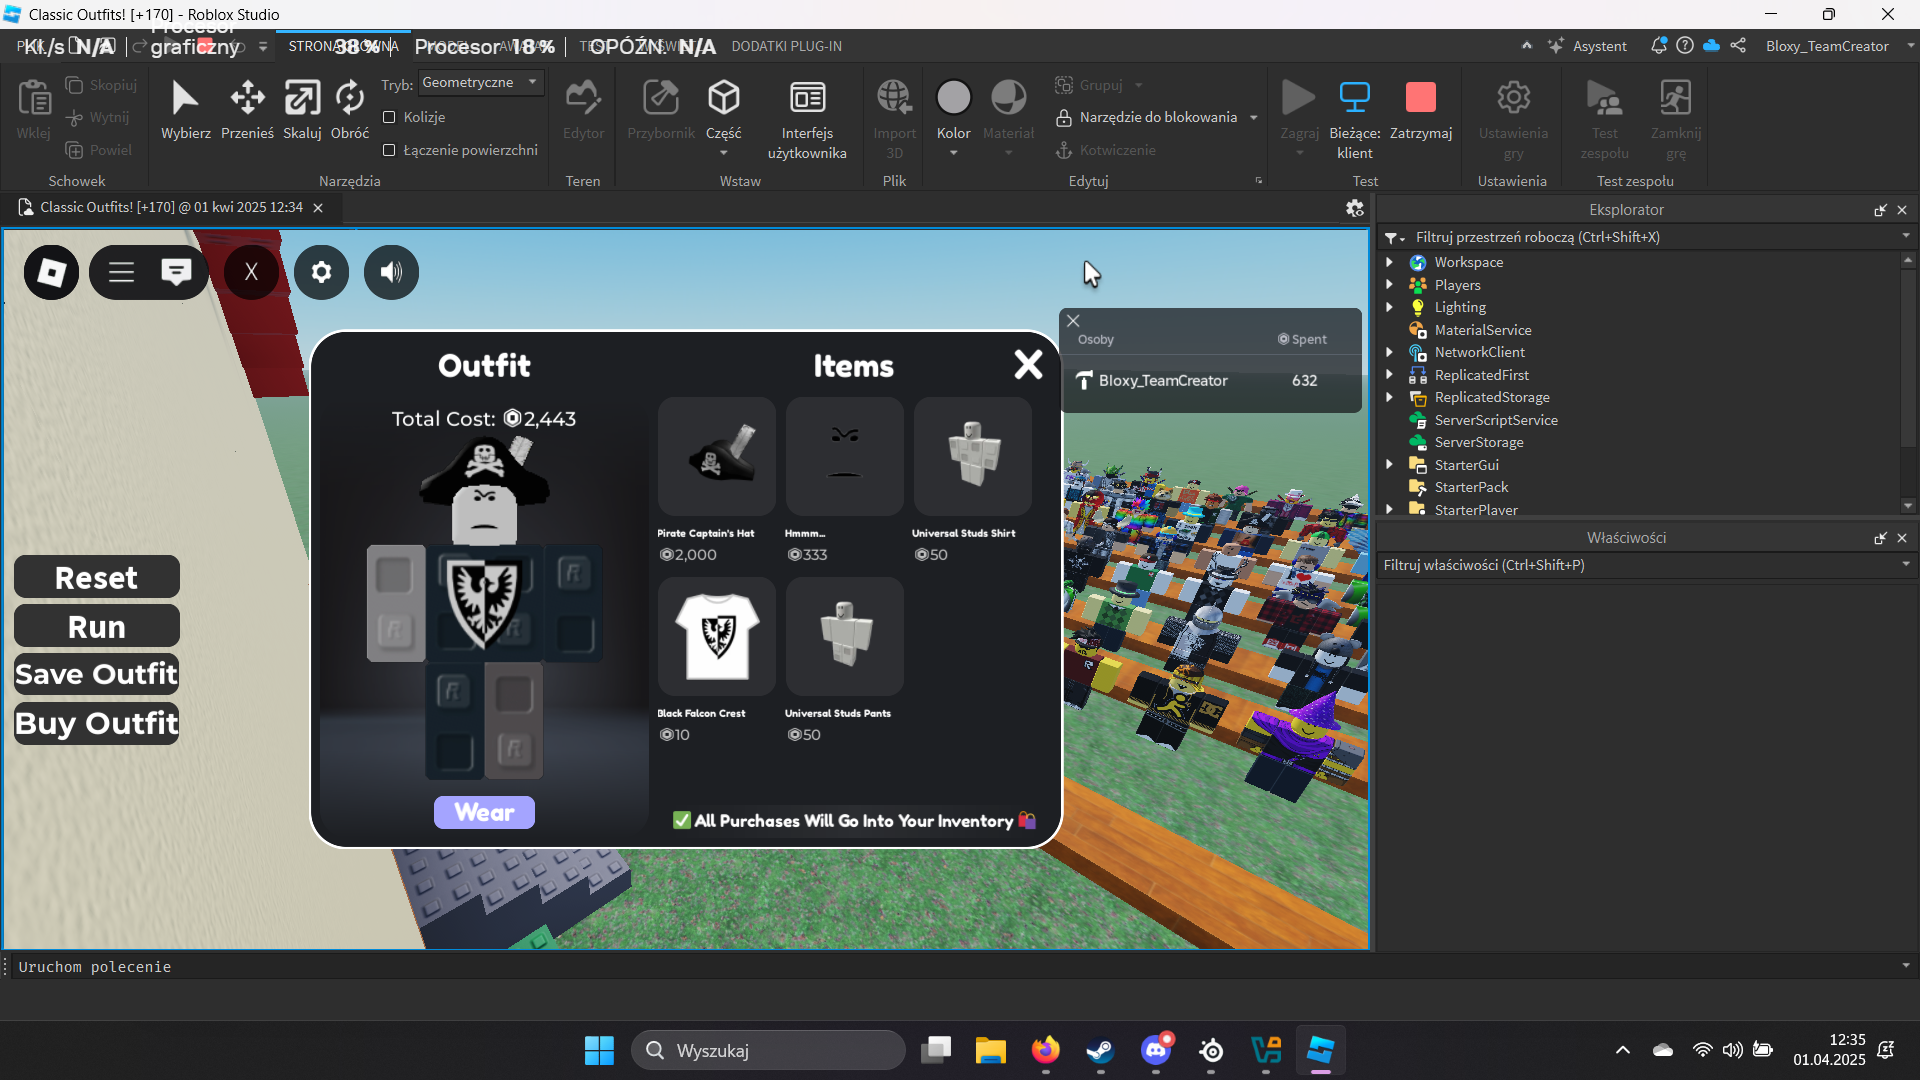 Classic Outfits! [+170] - Roblox Studio
Kl./s N/A
Procesor graficzny 38 %
Procesor 18 %
OPÓŹN. N/A
DODATKI PLUG-IN
Asystent
Bloxy_TeamCreator
Wklej
Skopiuj
Wytnij
Powiel
Schowek
Wybierz
Przenieś
Skaluj
Obróć
Tryb: Geometryczne
Kolizje
Łączenie powierzchni
Narzędzia
Edytor
Teren
Przybornik
Część
Interfejs użytkownika
Wstaw
Import 3D
Plik
Kolor
Materiał
Grupuj
Narzędzie do blokowania
Kotwiczenie
Edytuj
Zagraj
Bieżące: klient
Zatrzymaj
Test
Ustawienia gry
Ustawienia
Test zespołu
Zamknij grę
Test zespołu
Classic Outfits! [+170] @ 01 kwi 2025 12:34
X
Outfit
Items
Total Cost: 2,443
Pirate Captain's Hat
2,000
Hmmm...
333
Universal Studs Shirt
50
Black Falcon Crest
10
Universal Studs Pants
50
Wear
✅ All Purchases Will Go Into Your Inventory 🛍️
Osoby
Spent
Bloxy_TeamCreator
632
Reset
Run
Save Outfit
Buy Outfit
Eksplorator
Filtruj przestrzeń roboczą (Ctrl+Shift+X)
Workspace
Players
Lighting
MaterialService
NetworkClient
ReplicatedFirst
ReplicatedStorage
ServerScriptService
ServerStorage
StarterGui
StarterPack
StarterPlayer
Właściwości
Filtruj właściwości (Ctrl+Shift+P)
Uruchom polecenie
Wyszukaj
12:35
01.04.2025